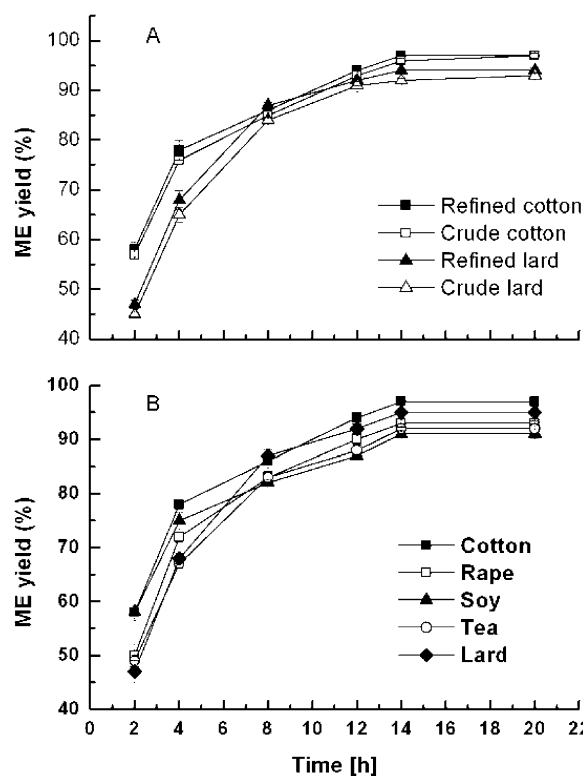 A
ME yield (%)
100
90
80
70
60
50
40
Refined cotton
Crude cotton
Refined lard
Crude lard
B
ME yield (%)
100
90
80
70
60
50
40
Cotton
Rape
Soy
Tea
Lard
0 2 4 6 8 10 12 14 16 18 20 22
Time [h]